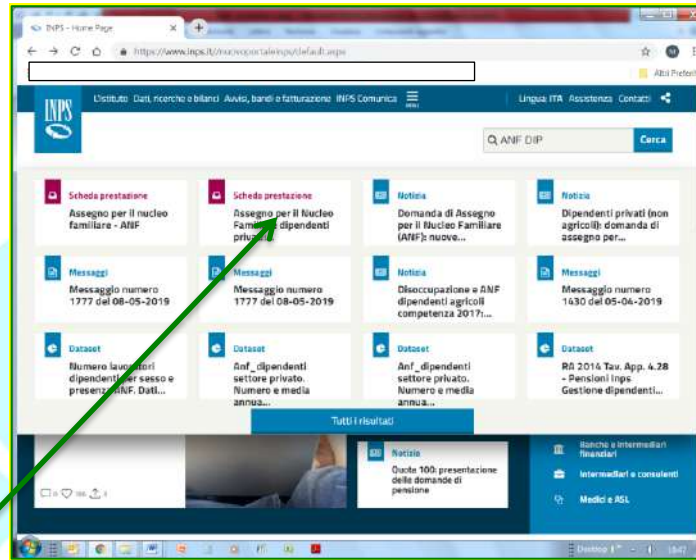 INPS - Home Page
https://www.inps.it/nuovoportaleinps/default.aspx
Altri Preferiti
INPS
L'Istituto Dati, ricerche e bilanci Avvisi, bandi e fatturazione INPS Comunica MENU
Lingua ITA Assistenza Contatti
ANF DIP
Cerca
Scheda prestazione
Assegno per il nucleo
familiare - ANF
Scheda prestazione
Assegno per il Nucleo
Familiare dipendenti
privati...
Notizia
Domanda di Assegno
per il Nucleo Familiare
(ANF): nuove...
Notizia
Dipendenti privati (non
agricoli): domanda di
assegno per...
Messaggi
Messaggio numero
1777 del 08-05-2019
Messaggi
Messaggio numero
1777 del 08-05-2019
Notizia
Disoccupazione e ANF
dipendenti agricoli
competenza 2017:...
Messaggi
Messaggio numero
1430 del 05-04-2019
Dataset
Numero lavoratori
dipendenti per sesso e
presenza ANF. Dati...
Dataset
Anf_dipendenti
settore privato.
Numero e media
annua...
Dataset
Anf_dipendenti
settore privato.
Numero e media
annua...
Dataset
RA 2014 Tav. App. 4.28
- Pensioni Inps
Gestione dipendenti...
Tutti i risultati
Notizia
Quota 100: presentazione
delle domande di
pensione
Banche e intermediari
finanziari
Intermediari e consulenti
Medici e ASL
Desktop